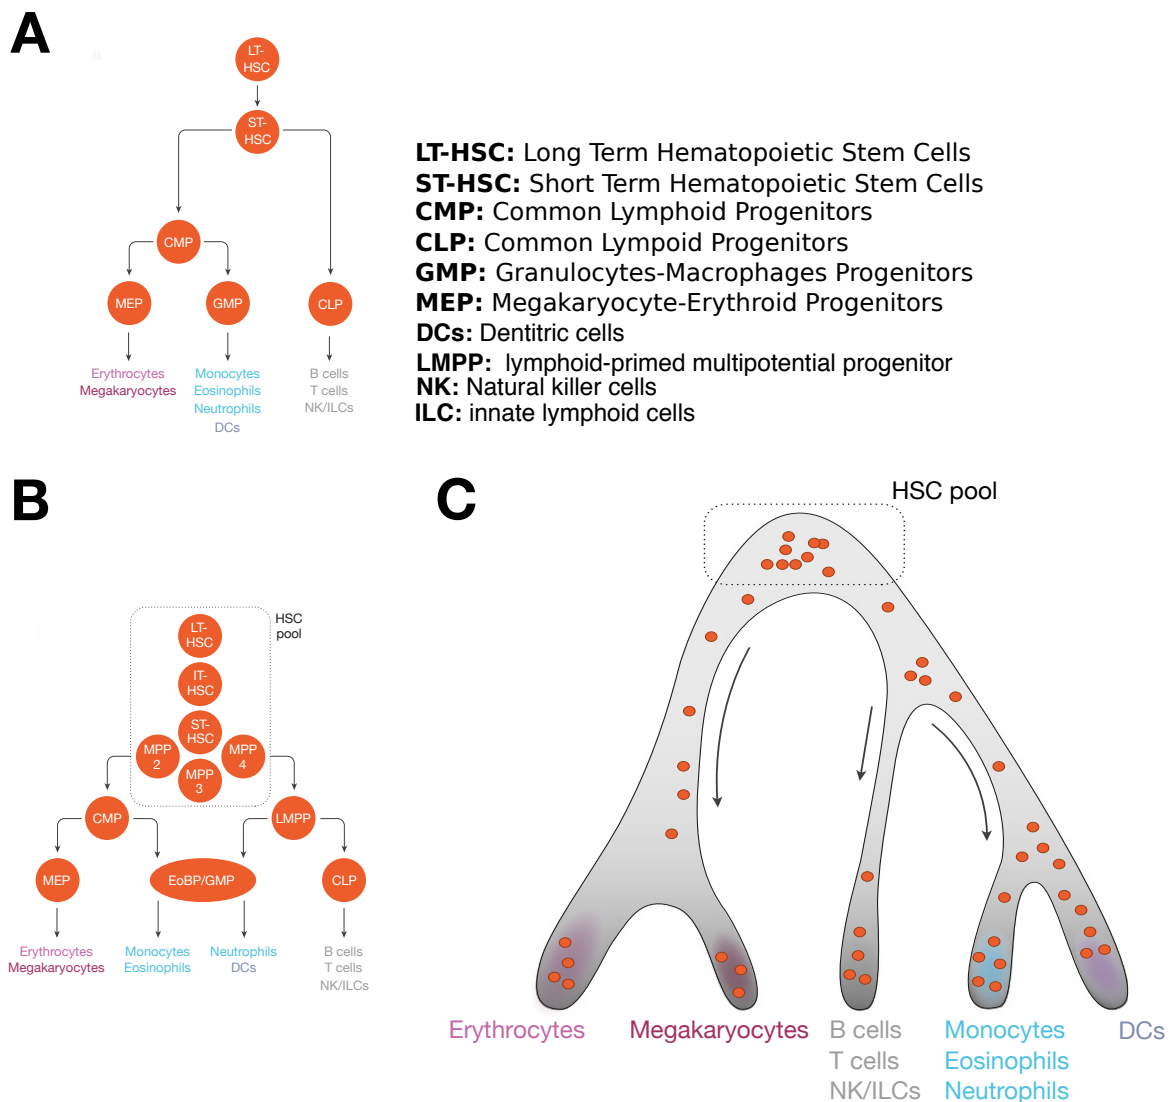 A
a
LT-
HSC
ST-
HSC
CMP
MEP
GMP
CLP
Erythrocytes
Megakaryocytes
Monocytes
Eosinophils
Neutrophils
DCs
B cells
T cells
NK/ILCs
LT-HSC: Long Term Hematopoietic Stem Cells
ST-HSC: Short Term Hematopoietic Stem Cells
CMP: Common Lymphoid Progenitors
CLP: Common Lympoid Progenitors
GMP: Granulocytes-Macrophages Progenitors
MEP: Megakaryocyte-Erythroid Progenitors
DCs: Dentitric cells
LMPP: lymphoid-primed multipotential progenitor
NK: Natural killer cells
ILC: innate lymphoid cells
B
HSC
pool
LT-
HSC
IT-
HSC
ST-
HSC
MPP
2
MPP
3
MPP
4
CMP
LMPP
MEP
EoBP/GMP
CLP
Erythrocytes
Megakaryocytes
Monocytes
Eosinophils
Neutrophils
DCs
B cells
T cells
NK/ILCs
C
HSC pool
Erythrocytes
Megakaryocytes
B cells
T cells
NK/ILCs
Monocytes
Eosinophils
Neutrophils
DCs